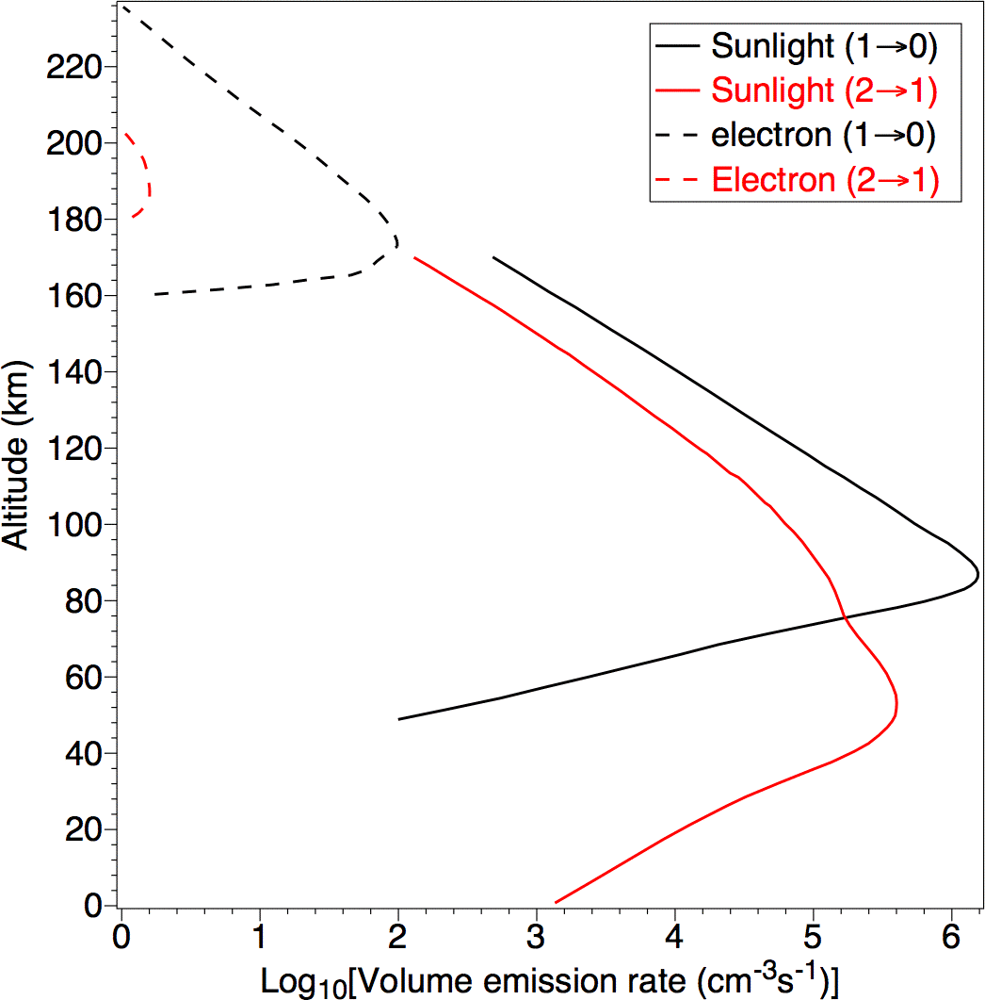 Sunlight (1→0)
Sunlight (2→1)
electron (1→0)
Electron (2→1)
Altitude (km)
220
200
180
160
140
120
100
80
60
40
20
0
0 1 2 3 4 5 6
Log10[Volume emission rate (cm-3s-1)]